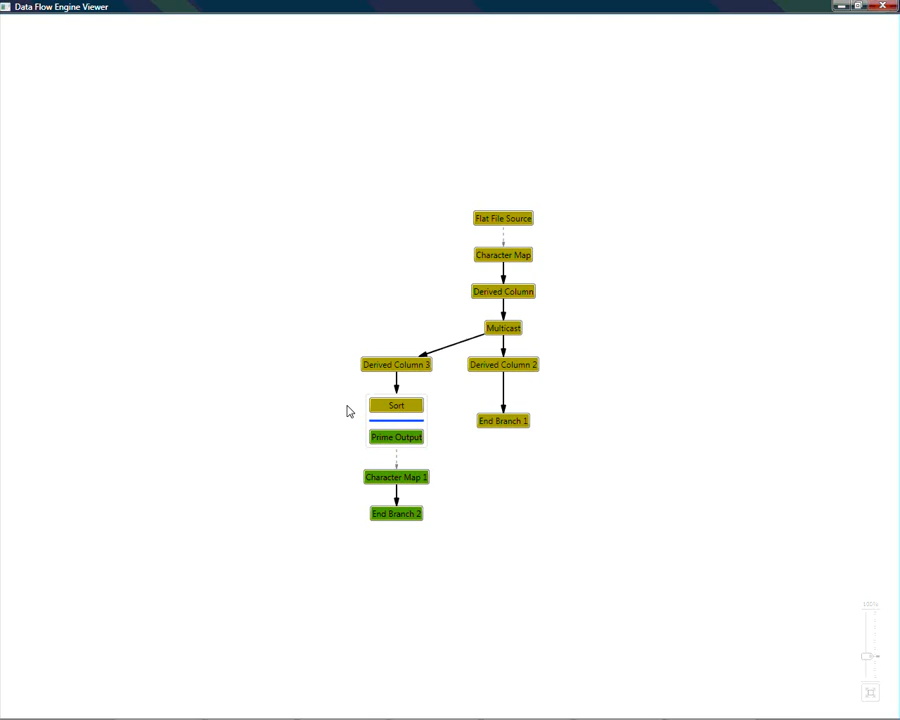 Data Flow Engine Viewer
Flat File Source
Character Map
Derived Column
Multicast
Derived Column 3
Derived Column 2
Sort
End Branch 1
Prime Output
Character Map 1
End Branch 2
100%